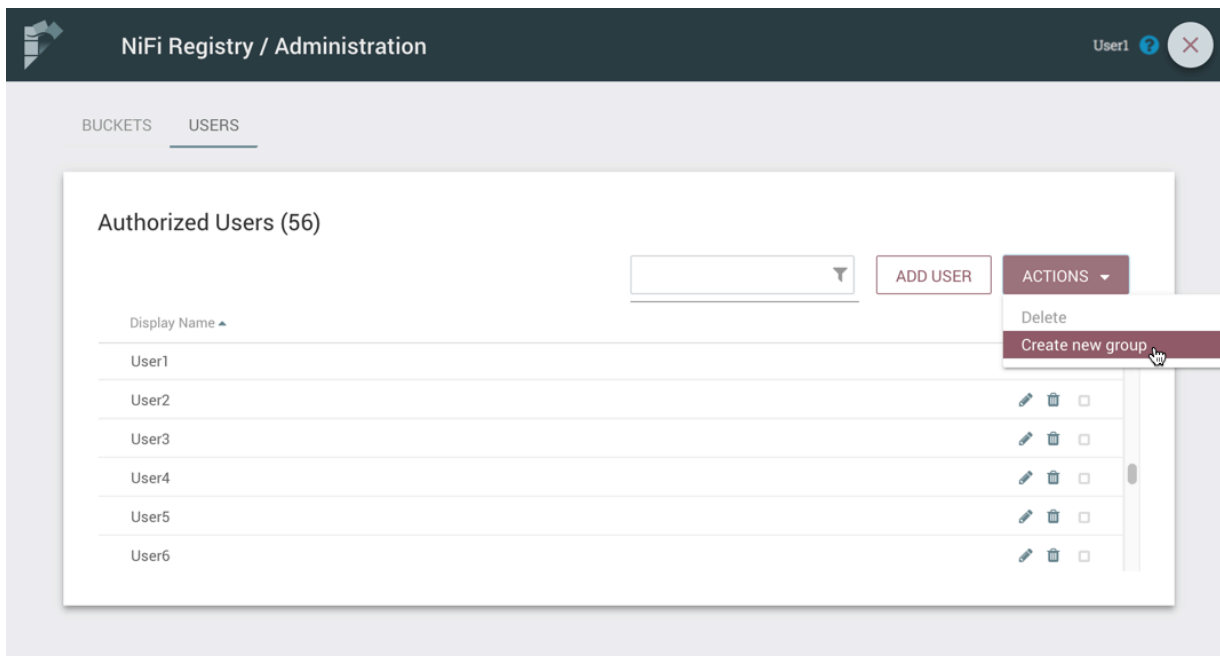 NiFi Registry / Administration
User1 ?
BUCKETS USERS
Authorized Users (56)
ADD USER ACTIONS
Delete
Create new group
Display Name
User1
User2
User3
User4
User5
User6